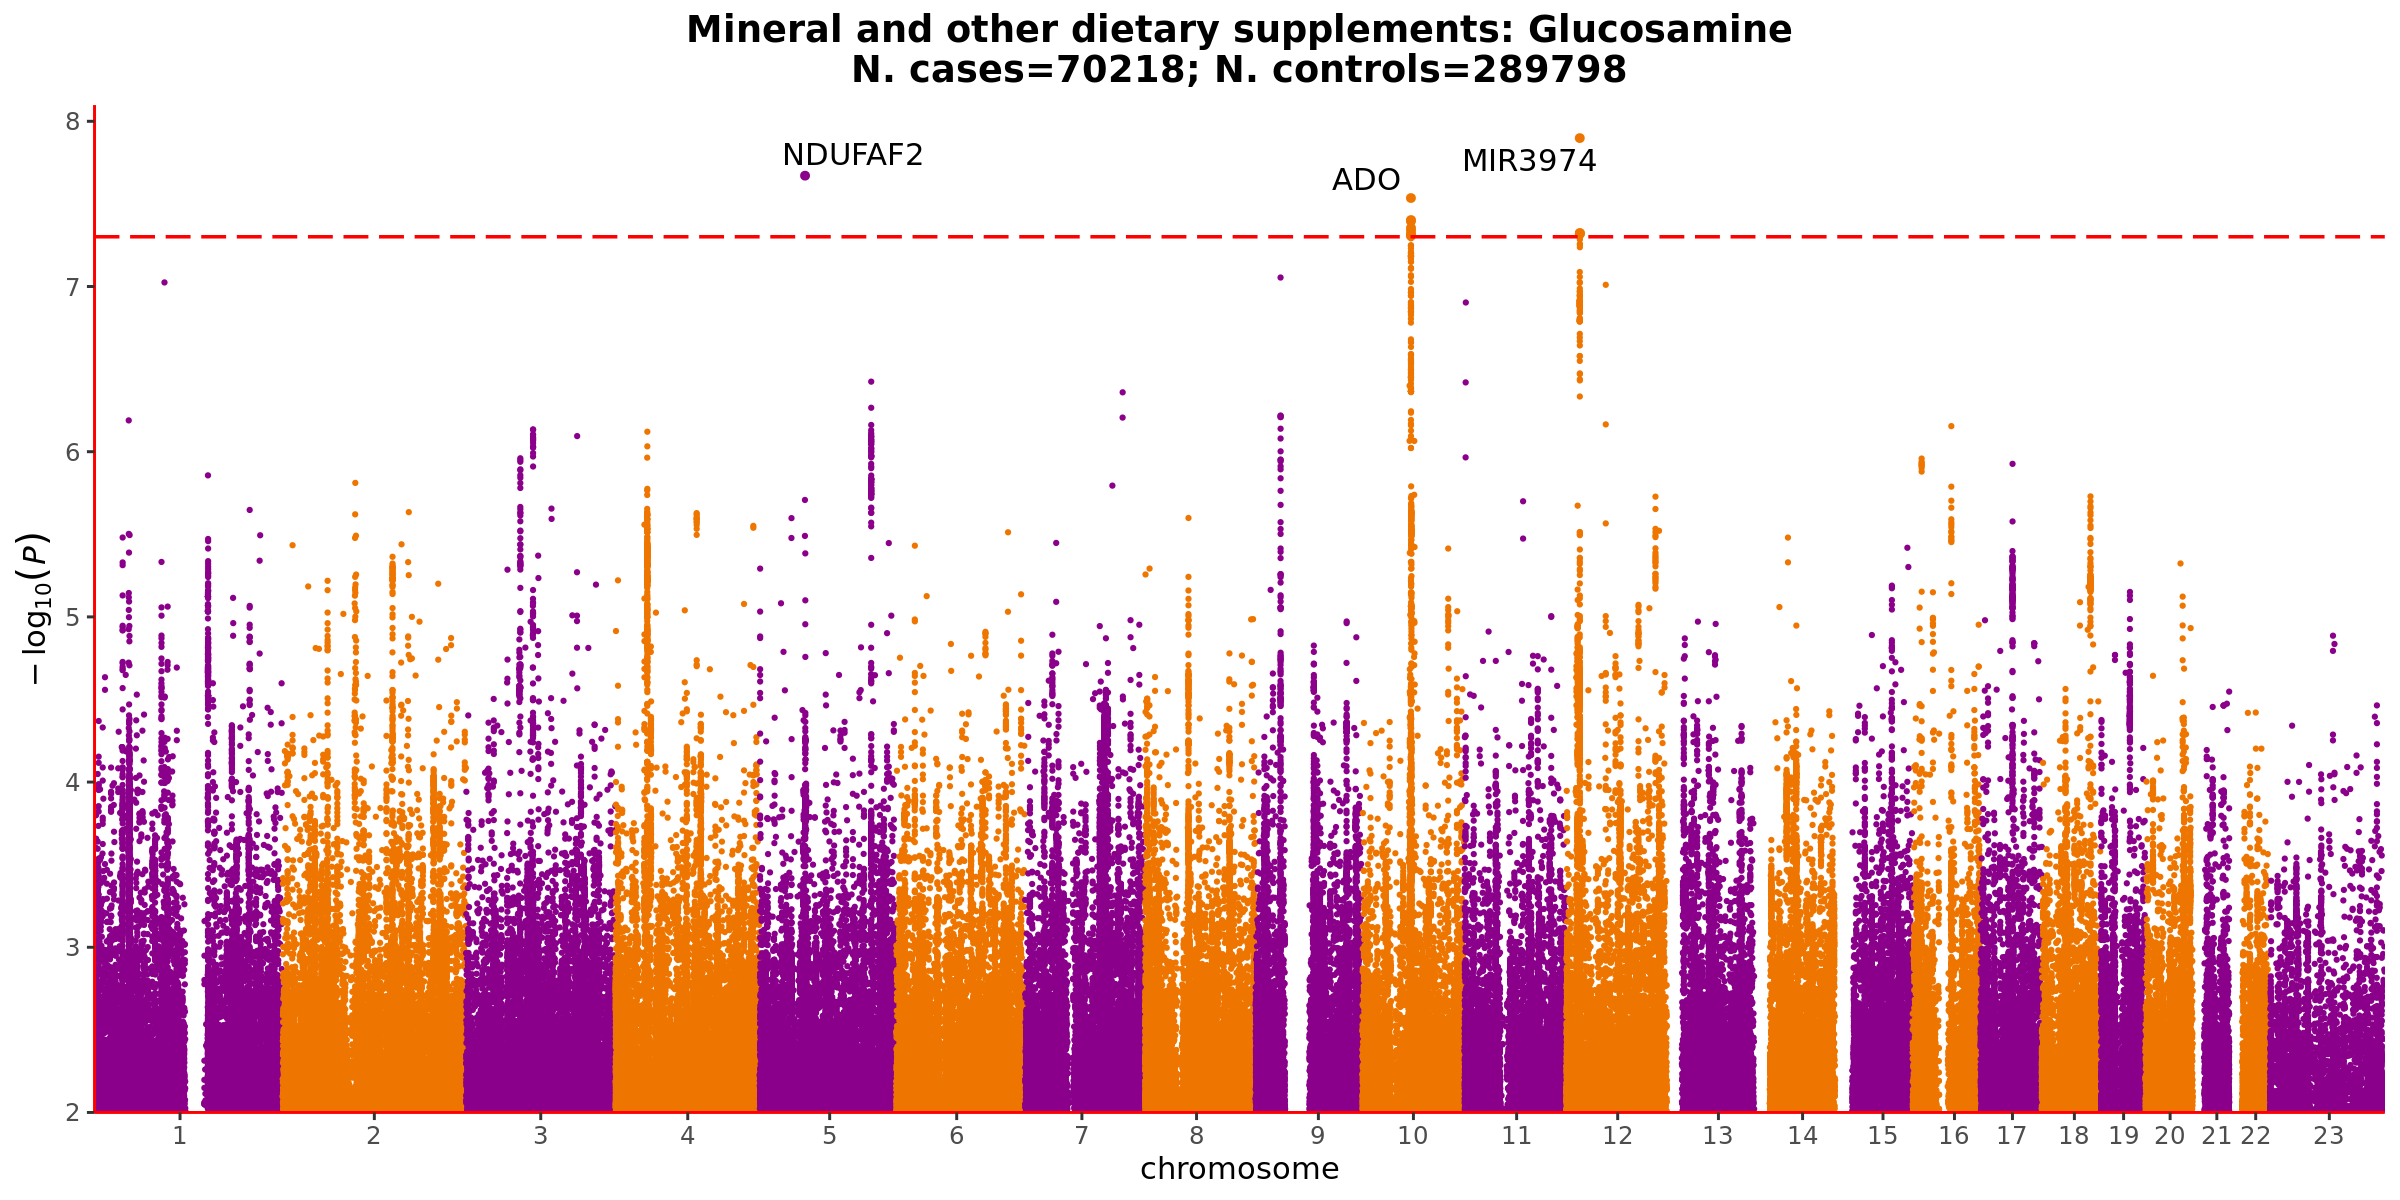 Mineral and other dietary supplements: Glucosamine
N. cases=70218; N. controls=289798
8
7
6
5
4
3
2
− log10(P)
NDUFAF2
ADO
MIR3974
1 2 3 4 5 6 7 8 9 10 11 12 13 14 15 16 17 18 19 20 21 22 23
chromosome